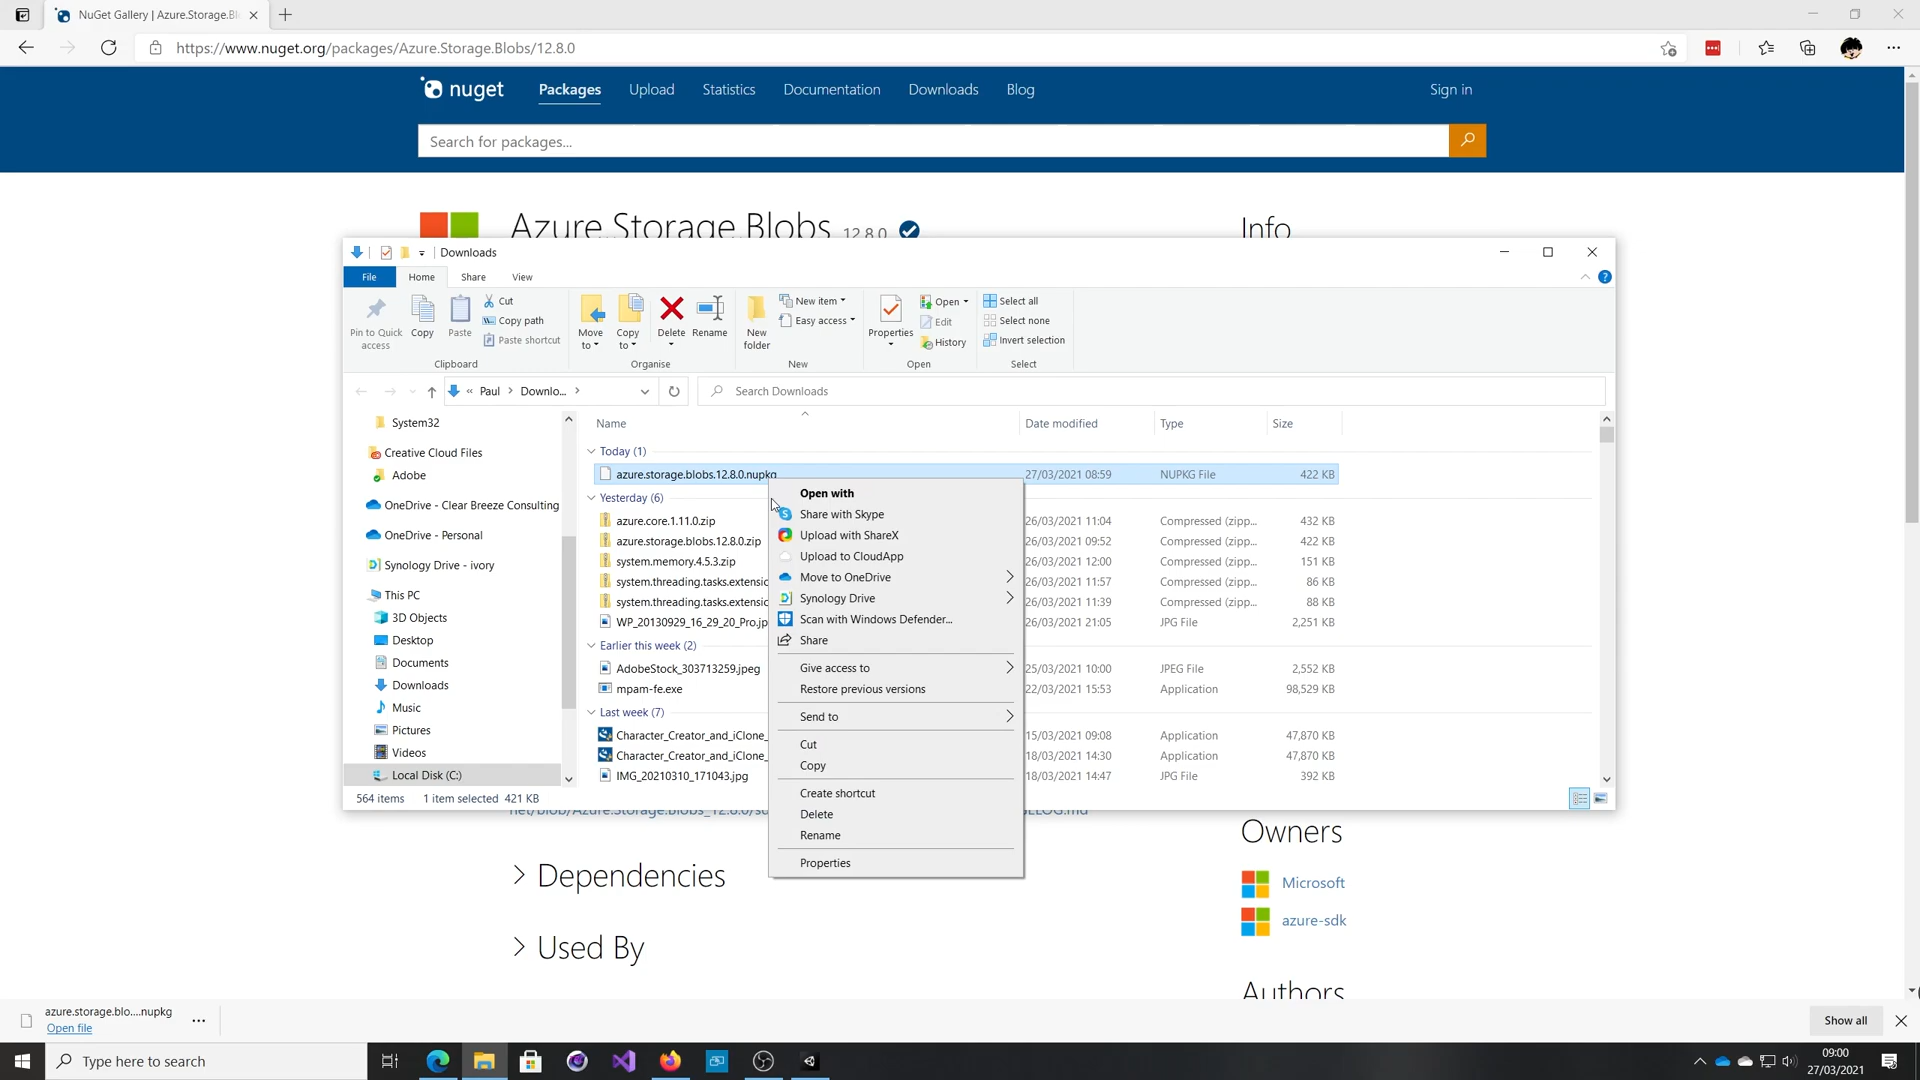 NuGet Gallery | Azure.Storage.Bl
https://www.nuget.org/packages/Azure.Storage.Blobs/12.8.0
nuget
Packages
Upload
Statistics
Documentation
Downloads
Blog
Sign in
Search for packages...
Azure.Storage.Blobs 12.8.0
Info
Downloads
File
Home
Share
View
Pin to Quick access
Copy
Paste
Cut
Copy path
Paste shortcut
Clipboard
Move to
Copy to
Delete
Rename
Organise
New folder
New item
Easy access
New
Properties
Open
Edit
History
Open
Select all
Select none
Invert selection
Select
« Paul > Downlo... >
Search Downloads
System32
Creative Cloud Files
Adobe
OneDrive - Clear Breeze Consulting
OneDrive - Personal
Synology Drive - ivory
This PC
3D Objects
Desktop
Documents
Downloads
Music
Pictures
Videos
Local Disk (C:)
Name Date modified Type Size
Today (1)
azure.storage.blobs.12.8.0.nupkg 27/03/2021 08:59 NUPKG File 422 KB
Yesterday (6)
azure.core.1.11.0.zip 26/03/2021 11:04 Compressed (zipp... 432 KB
azure.storage.blobs.12.8.0.zip 26/03/2021 09:52 Compressed (zipp... 422 KB
system.memory.4.5.3.zip 26/03/2021 12:00 Compressed (zipp... 151 KB
system.threading.tasks.extensio 26/03/2021 11:57 Compressed (zipp... 86 KB
system.threading.tasks.extensio 26/03/2021 11:39 Compressed (zipp... 88 KB
WP_20130929_16_29_20_Pro.jp 26/03/2021 21:05 JPG File 2,251 KB
Earlier this week (2)
AdobeStock_303713259.jpeg 25/03/2021 10:00 JPEG File 2,552 KB
mpam-fe.exe 22/03/2021 15:53 Application 98,529 KB
Last week (7)
Character_Creator_and_iClone_ 15/03/2021 09:08 Application 47,870 KB
Character_Creator_and_iClone_ 18/03/2021 14:30 Application 47,870 KB
IMG_20210310_171043.jpg 18/03/2021 14:47 JPG File 392 KB
Open with
Share with Skype
Upload with ShareX
Upload to CloudApp
Move to OneDrive
Synology Drive
Scan with Windows Defender...
Share
Give access to
Restore previous versions
Send to
Cut
Copy
Create shortcut
Delete
Rename
Properties
564 items
1 item selected 421 KB
Dependencies
Used By
Owners
Microsoft
azure-sdk
Authors
azure.storage.blo....nupkg
Open file
Show all
Type here to search
09:00
27/03/2021